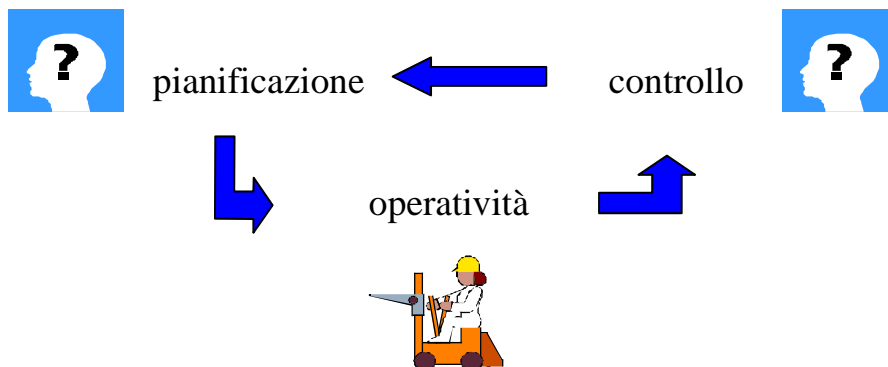 ?
?
pianificazione
controllo
operatività